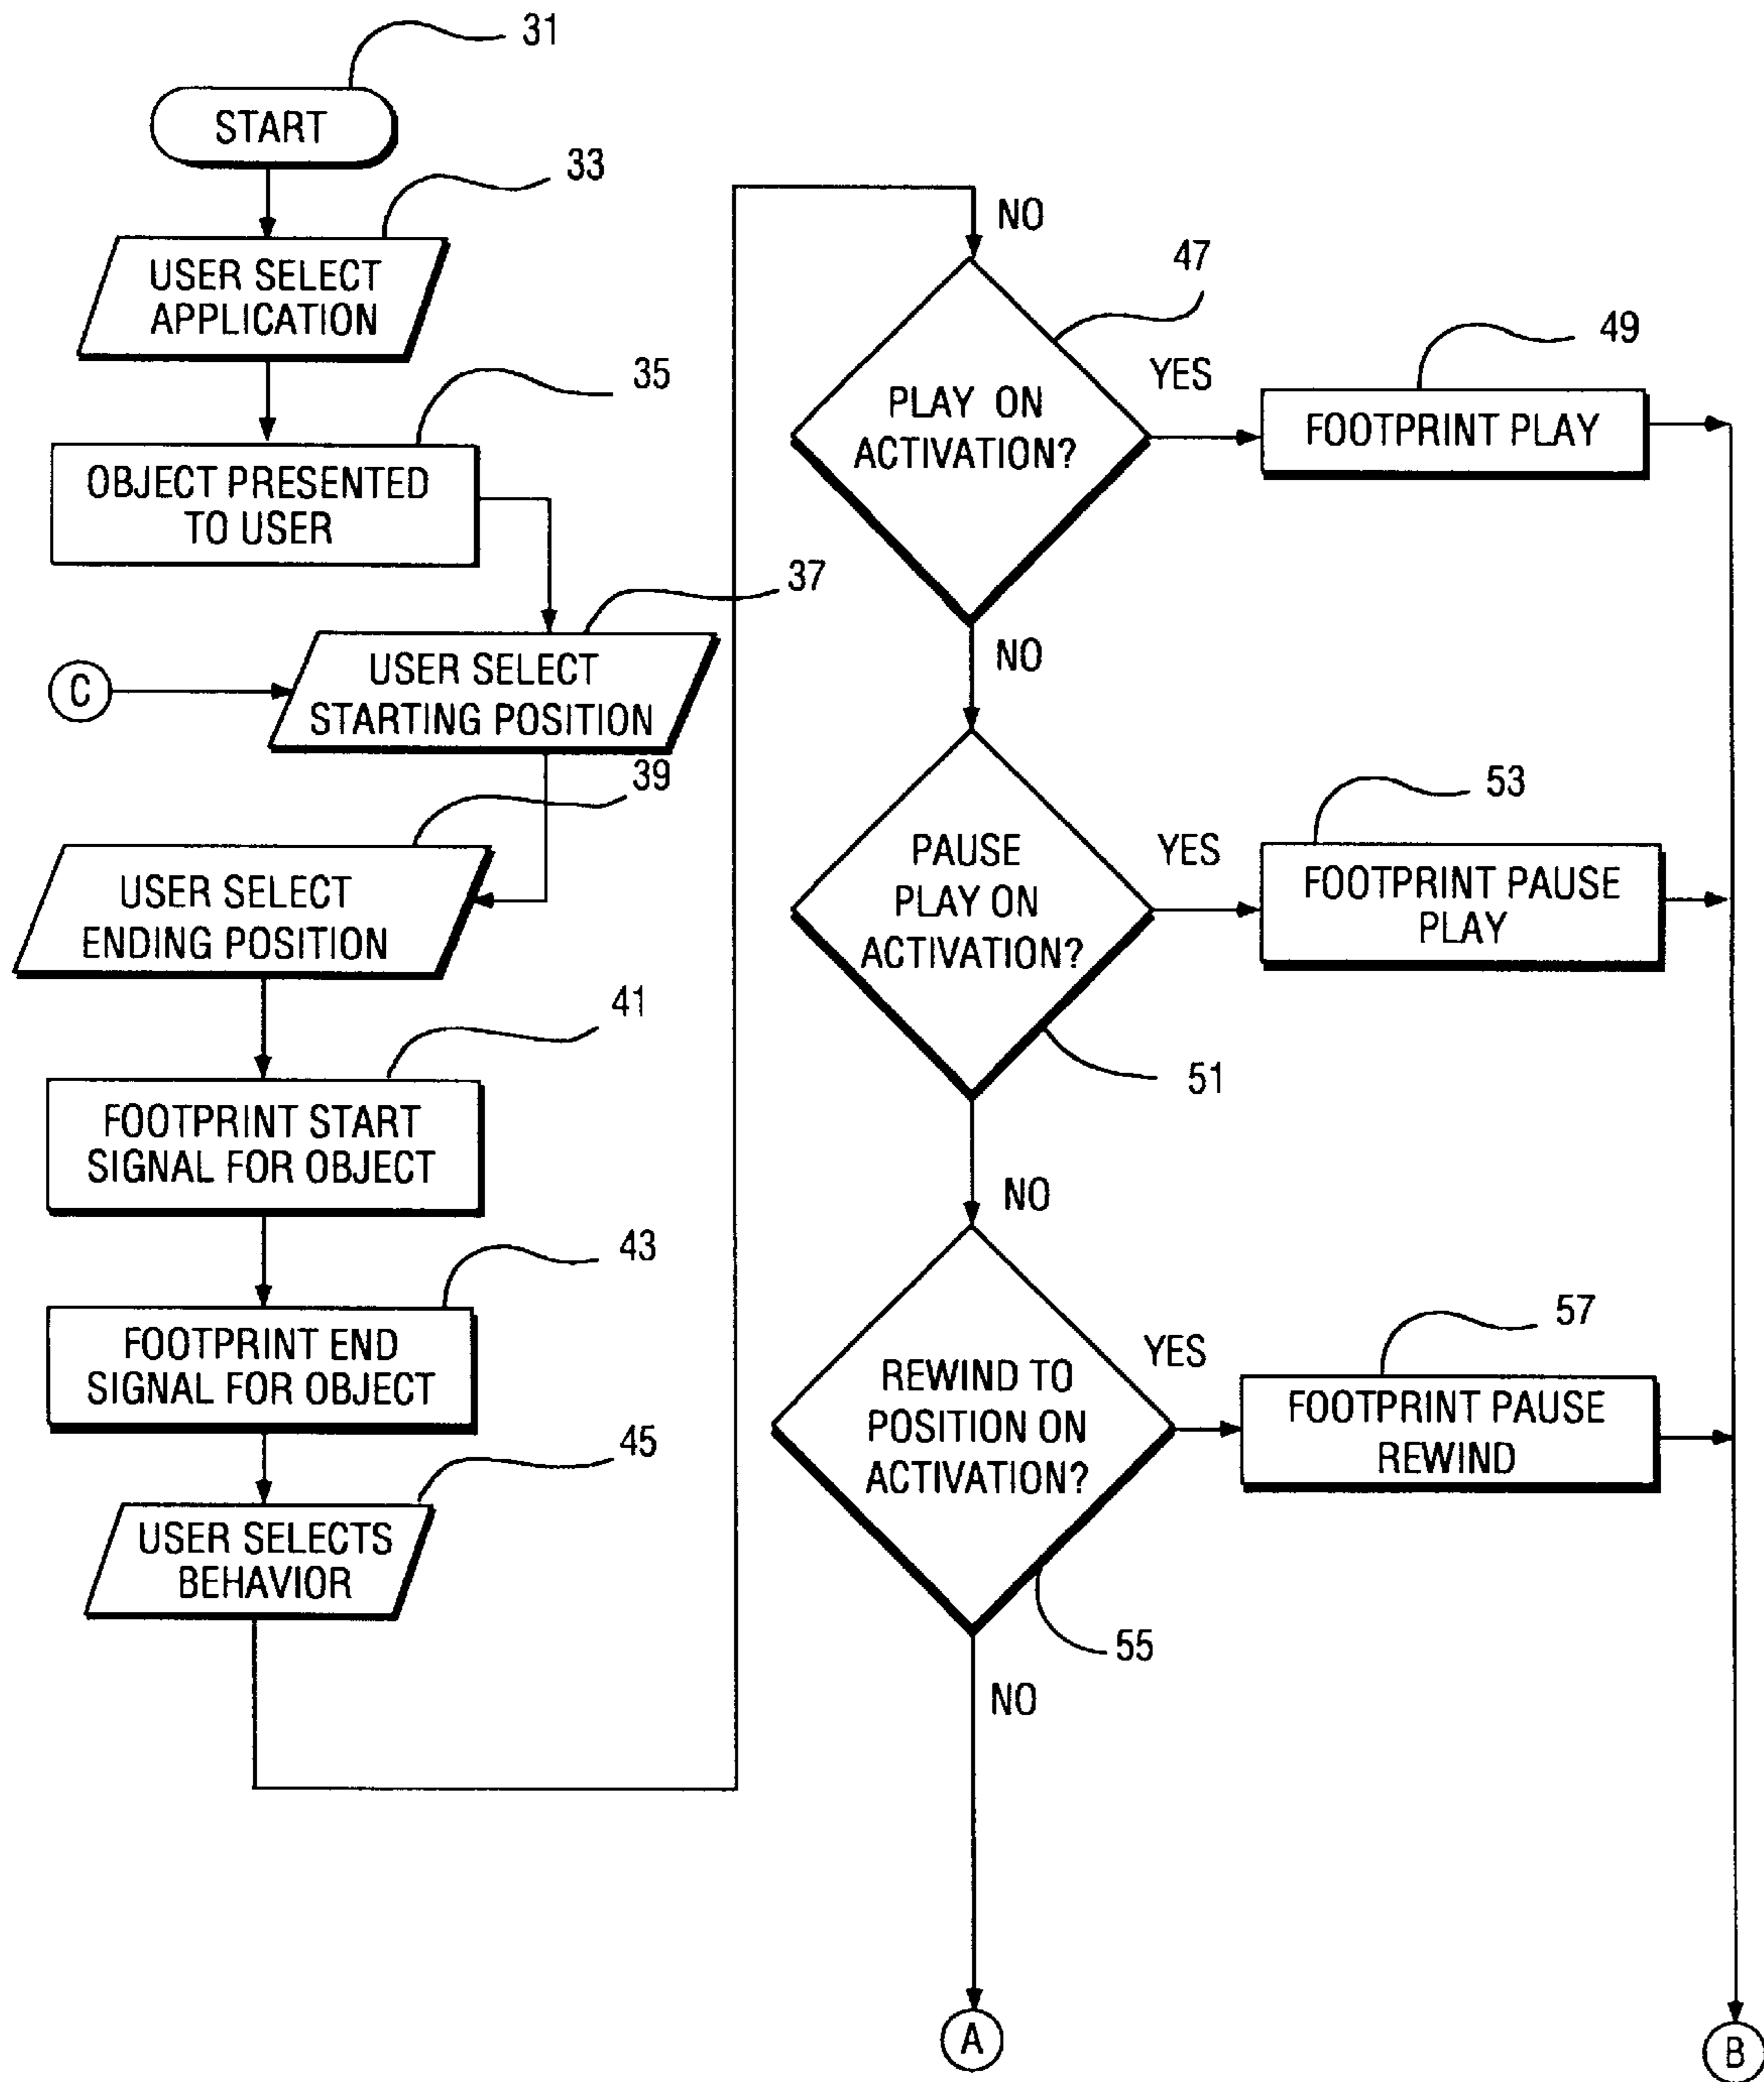 31
START
33
USER SELECT
APPLICATION
35
OBJECT PRESENTED
TO USER
37
C
USER SELECT
STARTING POSITION
39
USER SELECT
ENDING POSITION
41
FOOTPRINT START
SIGNAL FOR OBJECT
43
FOOTPRINT END
SIGNAL FOR OBJECT
45
USER SELECTS
BEHAVIOR
NO
47
PLAY ON
ACTIVATION?
YES
49
FOOTPRINT PLAY
NO
PAUSE
PLAY ON
ACTIVATION?
YES
53
FOOTPRINT PAUSE
PLAY
51
NO
REWIND TO
POSITION ON
ACTIVATION?
YES
57
FOOTPRINT PAUSE
REWIND
55
NO
A
B